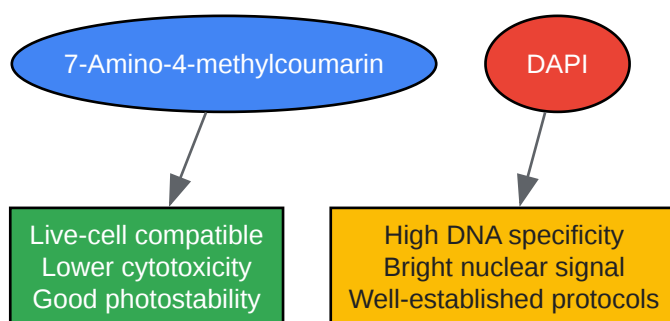 7-Amino-4-methylcoumarin
DAPI
Live-cell compatible
Lower cytotoxicity
Good photostability
High DNA specificity
Bright nuclear signal
Well-established protocols